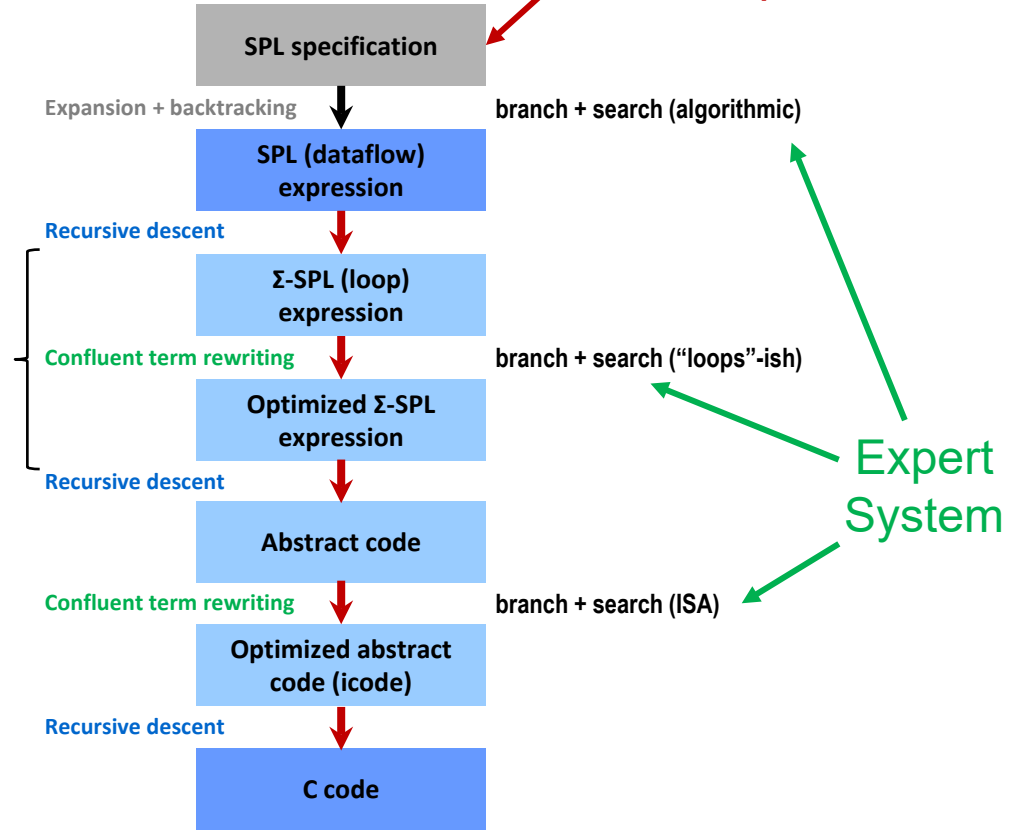 SPL specification
Expansion + backtracking
branch + search (algorithmic)
SPL (dataflow)
expression
Recursive descent
Σ-SPL (loop)
expression
Confluent term rewriting
branch + search (“loops”-ish)
Optimized Σ-SPL
expression
Expert
System
Recursive descent
Abstract code
Confluent term rewriting
branch + search (ISA)
Optimized abstract
code (icode)
Recursive descent
C code